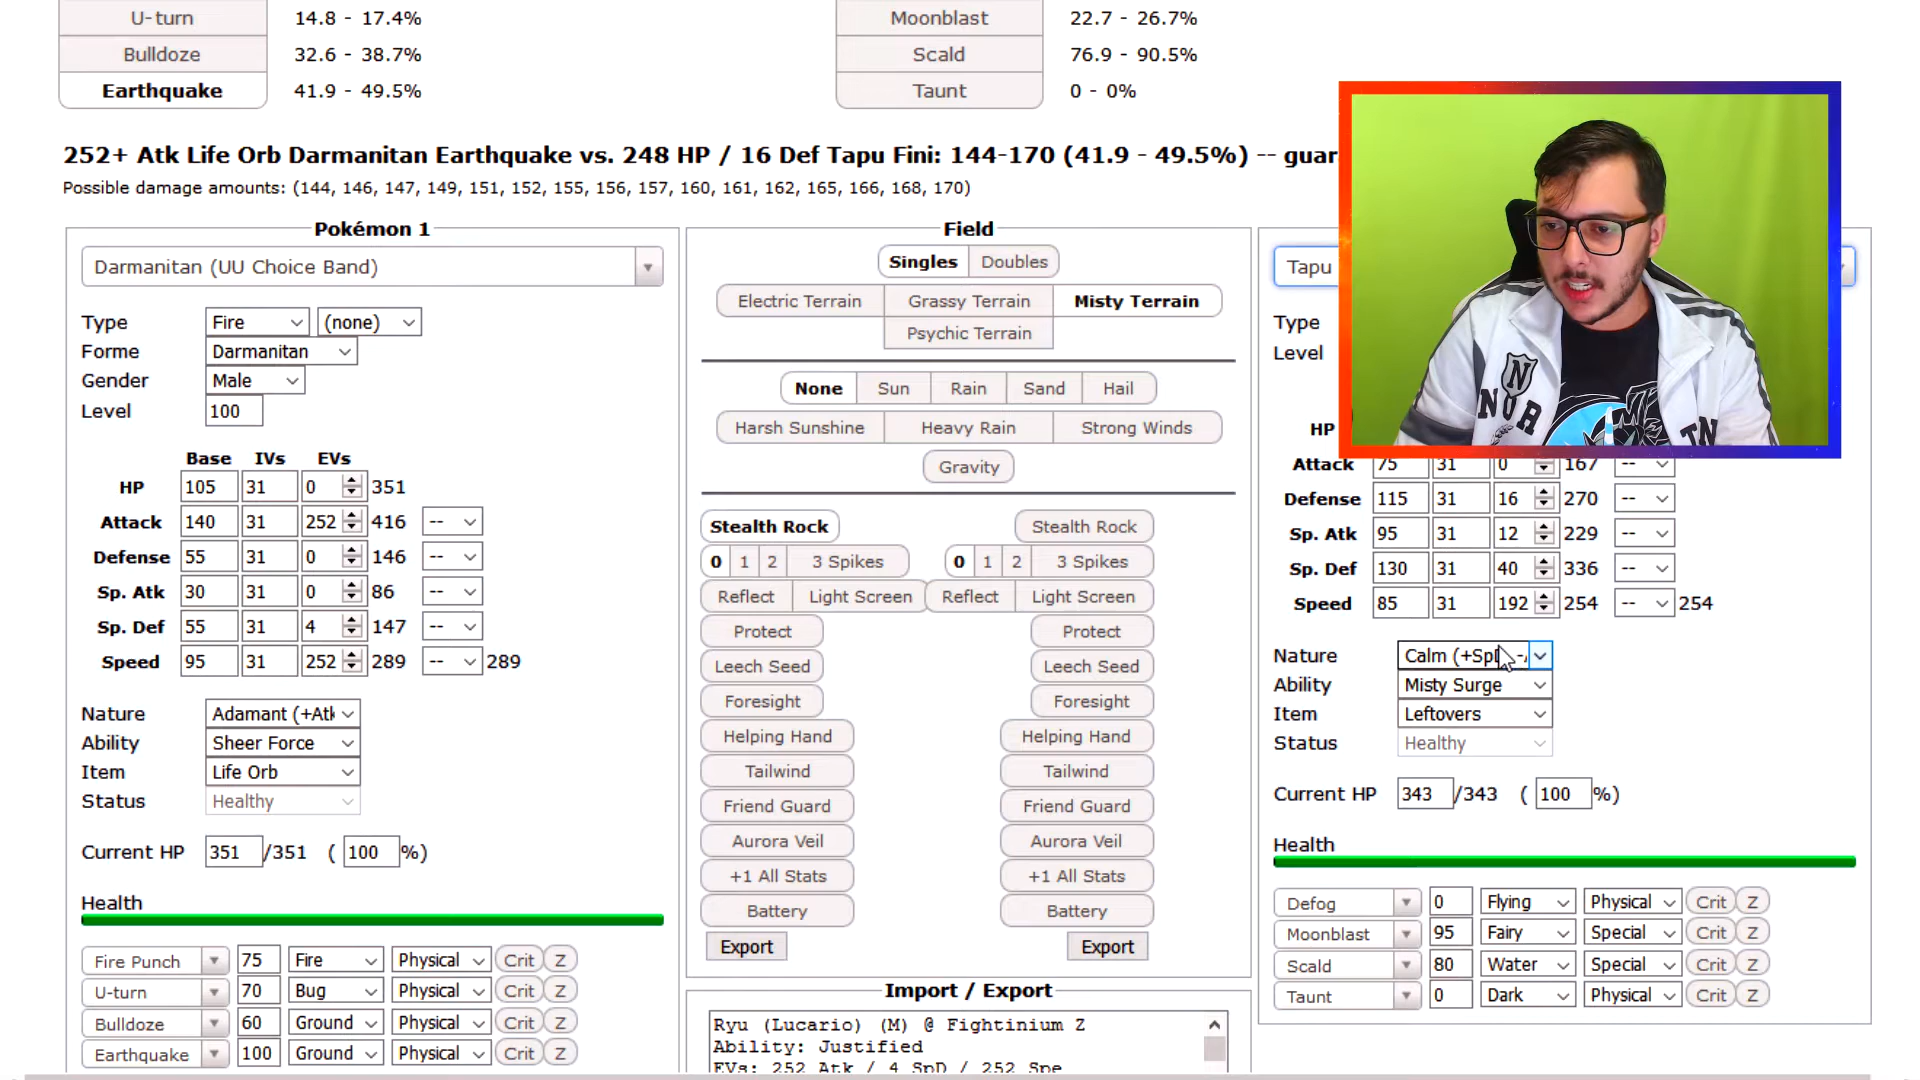 U-turn 14.8 - 17.4% Moonblast 22.7 - 26.7%
Bulldoze 32.6 - 38.7% Scald 76.9 - 90.5%
Earthquake 41.9 - 49.5% Taunt 0 - 0%
252+ Atk Life Orb Darmanitan Earthquake vs. 248 HP / 16 Def Tapu Fini: 144-170 (41.9 - 49.5%) --
Possible damage amounts: (144, 146, 147, 149, 151, 152, 155, 156, 157, 160, 161, 162, 165, 166, 168, 170)
Pokémon 1
Darmanitan (UU Choice Band)
Type Fire (none)
Forme Darmanitan
Gender Male
Level 100
Base IVs EVs
HP 105 31 0 351
Attack 140 31 252 416 --
Defense 55 31 0 146 --
Sp. Atk 30 31 0 86 --
Sp. Def 55 31 4 147 --
Speed 95 31 252 289 -- 289
Nature Adamant (+Atk
Ability Sheer Force
Item Life Orb
Status Healthy
Current HP 351 /351 ( 100 %)
Health
Fire Punch 75 Fire Physical Crit Z
U-turn 70 Bug Physical Crit Z
Bulldoze 60 Ground Physical Crit Z
Earthquake 100 Ground Physical Crit Z
Field
Singles Doubles
Electric Terrain Grassy Terrain Misty Terrain
Psychic Terrain
None Sun Rain Sand Hail
Harsh Sunshine Heavy Rain Strong Winds
Gravity
Stealth Rock Stealth Rock
0 1 2 3 Spikes 0 1 2 3 Spikes
Reflect Light Screen Reflect Light Screen
Protect Protect
Leech Seed Leech Seed
Foresight Foresight
Helping Hand Helping Hand
Tailwind Tailwind
Friend Guard Friend Guard
Aurora Veil Aurora Veil
+1 All Stats +1 All Stats
Battery Battery
Export Export
Import / Export
Ryu (Lucario) (M) @ Fightinium Z
Ability: Justified
EVs: 252 Atk / 4 SpD / 252 Spe
Tapu
Type
Level
HP
Attack 75 31 0 167 --
Defense 115 31 16 270 --
Sp. Atk 95 31 12 229 --
Sp. Def 130 31 40 336 --
Speed 85 31 192 254 -- 254
Nature Calm (+SpD, -
Ability Misty Surge
Item Leftovers
Status Healthy
Current HP 343 /343 ( 100 %)
Health
Defog 0 Flying Physical Crit Z
Moonblast 95 Fairy Special Crit Z
Scald 80 Water Special Crit Z
Taunt 0 Dark Physical Crit Z
N